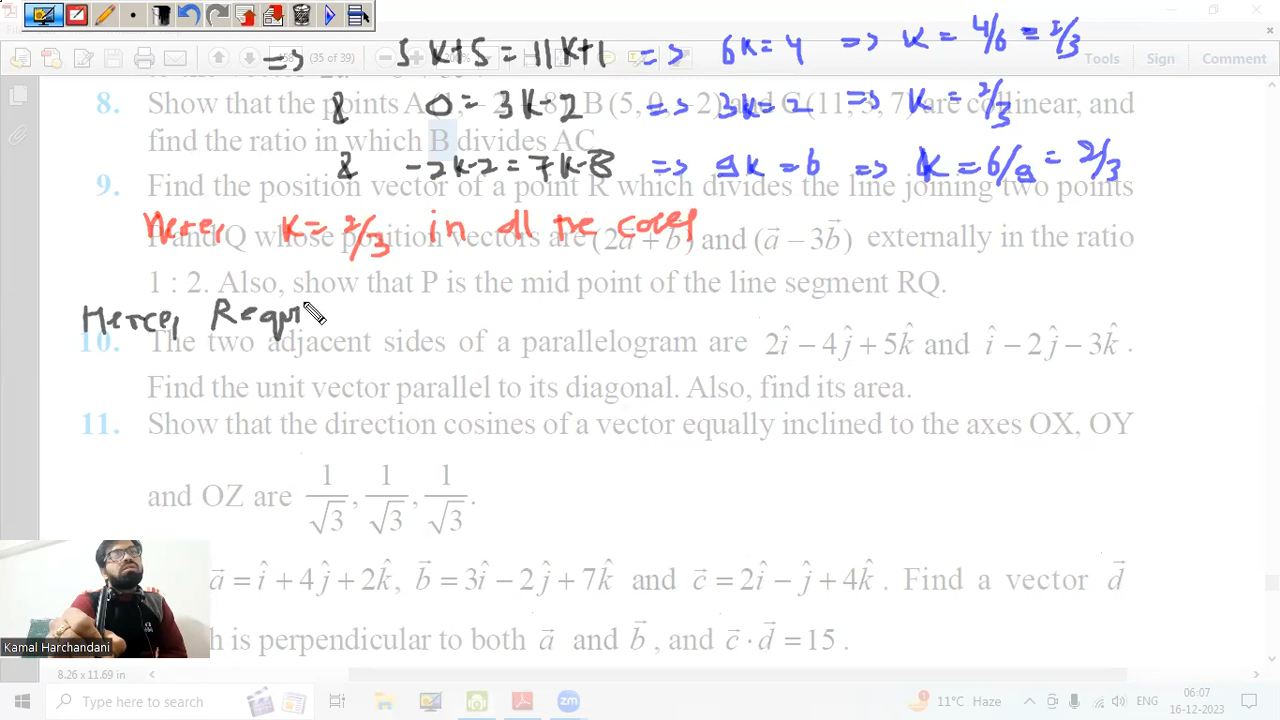 => 5K+5 = 11K+1 => 6K = 4 => K = 4/6 = 2/3
(35 of 39)
Tools Sign Comment
8. Show that the points A (1, – 2, – 8), B (5, 0, – 2) and C (11, 3, 7) are collinear, and
& 0 = 3K-2 => 3K = 2 => K = 2/3
find the ratio in which B divides AC.
& -2K-2 = 7K-8 => 9K = 6 => K = 6/9 = 2/3
9. Find the position vector of a point R which divides the line joining two points
Here, K = 2/3 in all the cases
P and Q whose position vectors are (2a⃗ + b⃗) and (a⃗ – 3b⃗) externally in the ratio
1 : 2. Also, show that P is the mid point of the line segment RQ.
Hence, Requi
10. The two adjacent sides of a parallelogram are 2î – 4ĵ + 5k̂ and î – 2ĵ – 3k̂ .
Find the unit vector parallel to its diagonal. Also, find its area.
11. Show that the direction cosines of a vector equally inclined to the axes OX, OY
and OZ are 1/√3, 1/√3, 1/√3.
a⃗ = î + 4ĵ + 2k̂, b⃗ = 3î – 2ĵ + 7k̂ and c⃗ = 2î – ĵ + 4k̂ . Find a vector d⃗
h is perpendicular to both a⃗ and b⃗ , and c⃗ · d⃗ = 15 .
Kamal Harchandani
8.26 x 11.69 in
Type here to search
11°C Haze
ENG
06:07
16-12-2023